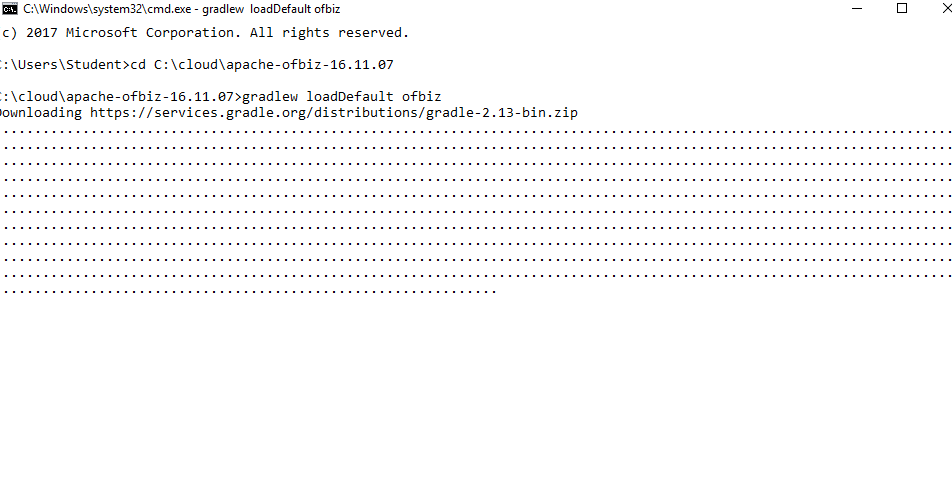 C:\Windows\system32\cmd.exe - gradlew  loadDefault ofbiz
c) 2017 Microsoft Corporation. All rights reserved.
:\Users\Student>cd C:\cloud\apache-ofbiz-16.11.07
:\cloud\apache-ofbiz-16.11.07>gradlew loadDefault ofbiz
Downloading https://services.gradle.org/distributions/gradle-2.13-bin.zip
.......................................................................................................................
.......................................................................................................................
.......................................................................................................................
.......................................................................................................................
.......................................................................................................................
.......................................................................................................................
.......................................................................................................................
.......................................................................................................................
.......................................................................................................................
.......................................................................................................................
..............................................................